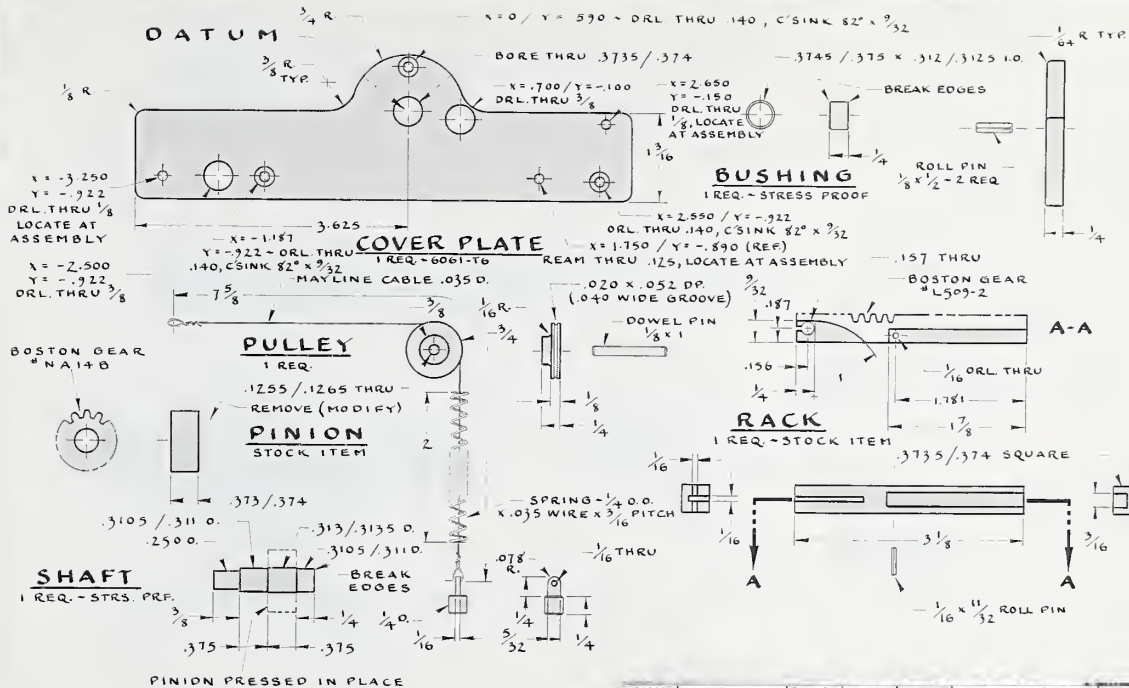 DATUM
3/4 R.
X=0 / Y= 590 - DRL. THRU .140, C'SINK 82° x 9/32
1/64 R TYP.
3/8 R. TYP.
BORE THRU .3735/.374
.3745/.375 x .312/.3125 I.D.
1/8 R
X=.700/Y=-.100
DRL. THRU 3/8
X=2.650
Y=-.150
DRL. THRU
1/8, LOCATE
AT ASSEMBLY
BREAK EDGES
1 3/16
1/4
ROLL PIN
1/8 x 1/2 - 2 REQ
BUSHING
1 REQ. - STRESS PROOF
1/4
X = -3.250
Y = -.922
DRL. THRU 1/8
LOCATE AT
ASSEMBLY
3.625
X=2.550 / Y=-.922
DRL. THRU .140, C'SINK 82° x 9/32
X=-1.187
Y=-.922 - DRL. THRU
.140, C'SINK 82° x 9/32
COVER PLATE
1 REQ. - 6061-T6
X=1.750 / Y=-.890 (REF.)
REAM THRU .125, LOCATE AT ASSEMBLY
X=-2.500
Y=-.922
DRL. THRU 3/8
MAYLINE CABLE .035 D.
7 5/8
3/8
1/16 R.
3/4
.020 x .052 DP.
(.040 WIDE GROOVE)
DOWEL PIN
1/8 x 1
1/8
1/4
PULLEY
1 REQ.
.157 THRU
BOSTON GEAR
# L509-2
9/32
.187
A-A
.156
1/4
1
1/16 DRL. THRU
1.781
1 7/8
RACK
1 REQ. - STOCK ITEM
BOSTON GEAR
# NA14B
.1255/.1265 THRU
REMOVE (MODIFY)
PINION
STOCK ITEM
.373/.374
2
SPRING - 1/4 O.D.
x .035 WIRE x 3/16 PITCH
.3735/.374 SQUARE
1/16
1/16
3 1/8
3/16
A
A
1/16 x 11/32 ROLL PIN
.3105/.311 D.
.250 D.
.313/.3135 D.
.3105/.311 D.
SHAFT
1 REQ. - STRS. PRF.
BREAK
EDGES
3/8
.375
.375
1/4
1/4 D.
1/16
.078 R.
1/16 THRU
1/4
5/32
1/4
PINION PRESSED IN PLACE